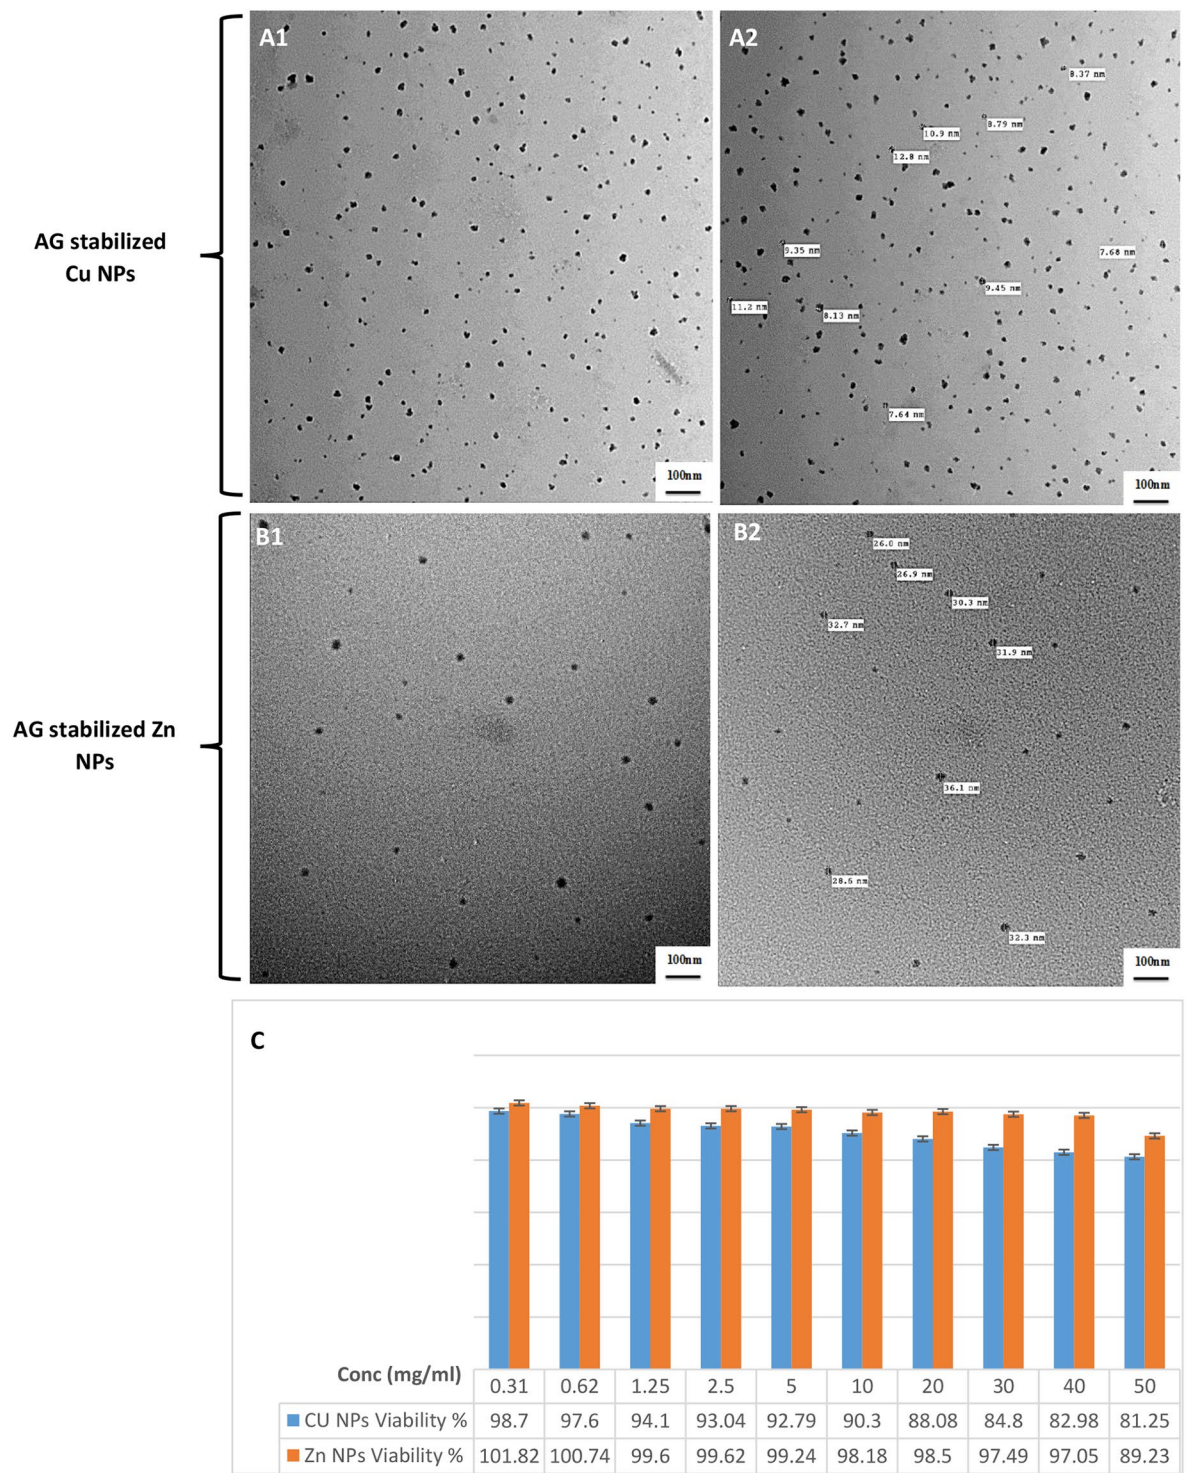 A1
A2
8.37 nm
8.79 nm
10.9 nm
12.8 nm
AG stabilized
Cu NPs
9.35 nm
7.68 nm
9.45 nm
11.2 nm
8.13 nm
7.64 nm
100nm
100nm
B1
B2
26.0 nm
26.9 nm
30.3 nm
32.7 nm
31.9 nm
AG stabilized Zn
NPs
36.1 nm
28.6 nm
32.3 nm
100nm
100nm
C
Conc (mg/ml)
0.31 0.62 1.25 2.5 5 10 20 30 40 50
CU NPs Viability % 98.7 97.6 94.1 93.04 92.79 90.3 88.08 84.8 82.98 81.25
Zn NPs Viability % 101.82 100.74 99.6 99.62 99.24 98.18 98.5 97.49 97.05 89.23